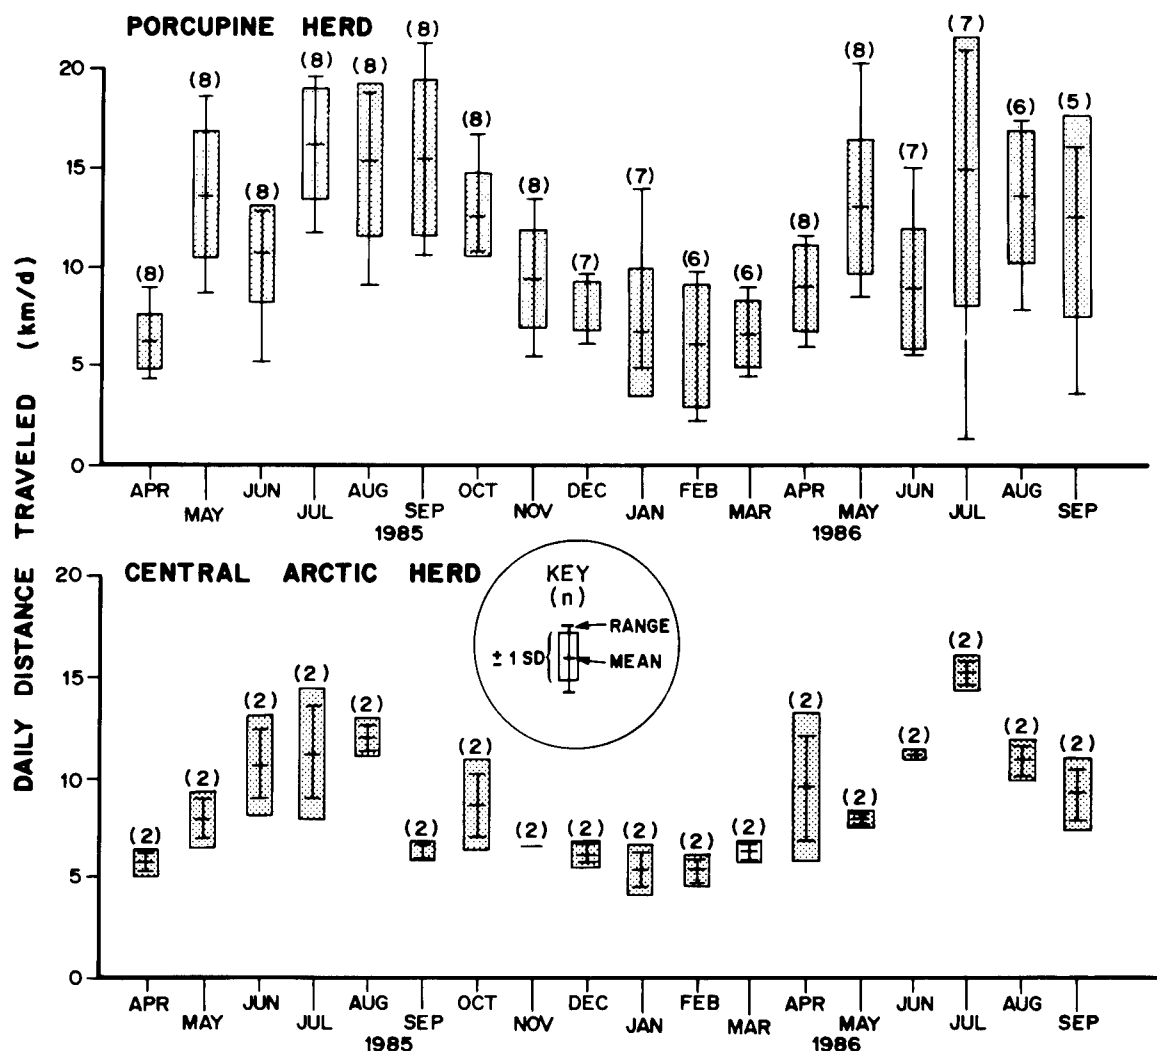 PORCUPINE HERD
DAILY DISTANCE TRAVELED (km/d)
20
15
10
5
0
(8) (8) (8) (8) (8) (8) (8) (8) (7) (7) (6) (6) (8) (8) (7) (7) (6) (5)
APR MAY JUN JUL AUG SEP OCT NOV DEC JAN FEB MAR APR MAY JUN JUL AUG SEP
1985 1986
CENTRAL ARCTIC HERD
KEY
(n)
RANGE
± 1 SD
MEAN
20
15
10
5
0
(2) (2) (2) (2) (2) (2) (2) (2) (2) (2) (2) (2) (2) (2) (2) (2) (2) (2)
APR MAY JUN JUL AUG SEP OCT NOV DEC JAN FEB MAR APR MAY JUN JUL AUG SEP
1985 1986